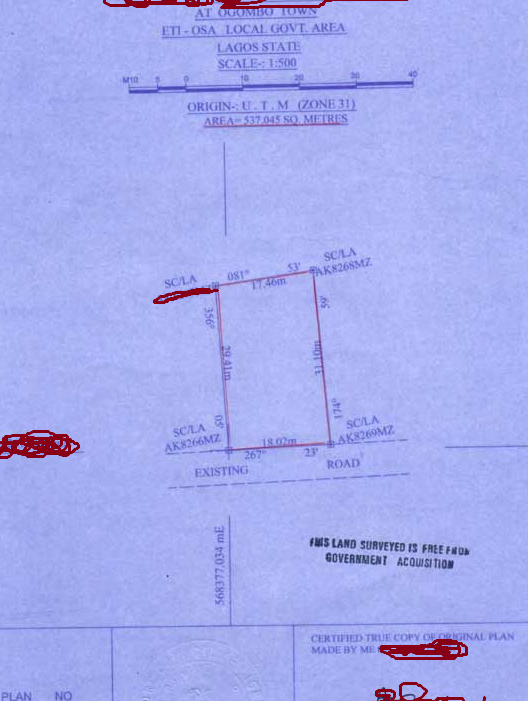 AT OGOMBO TOWN
ETI - OSA LOCAL GOVT. AREA
LAGOS STATE
SCALE-: 1:500
M10 5 0 10 20 30 40
ORIGIN-: U . T . M (ZONE 31)
AREA= 537.045 SQ. METRES
SC/LA
AK8268MZ
081° 53'
17.46m
SC/LA
356°
59'
29.41m
31.10m
05'
174°
SC/LA
AK8266MZ
SC/LA
AK8269MZ
18.02m
267° 23'
EXISTING ROAD
568377.034 mE
THIS LAND SURVEYED IS FREE FROM
GOVERNMENT ACQUISITION
CERTIFIED TRUE COPY OF ORIGINAL PLAN
MADE BY ME
PLAN NO